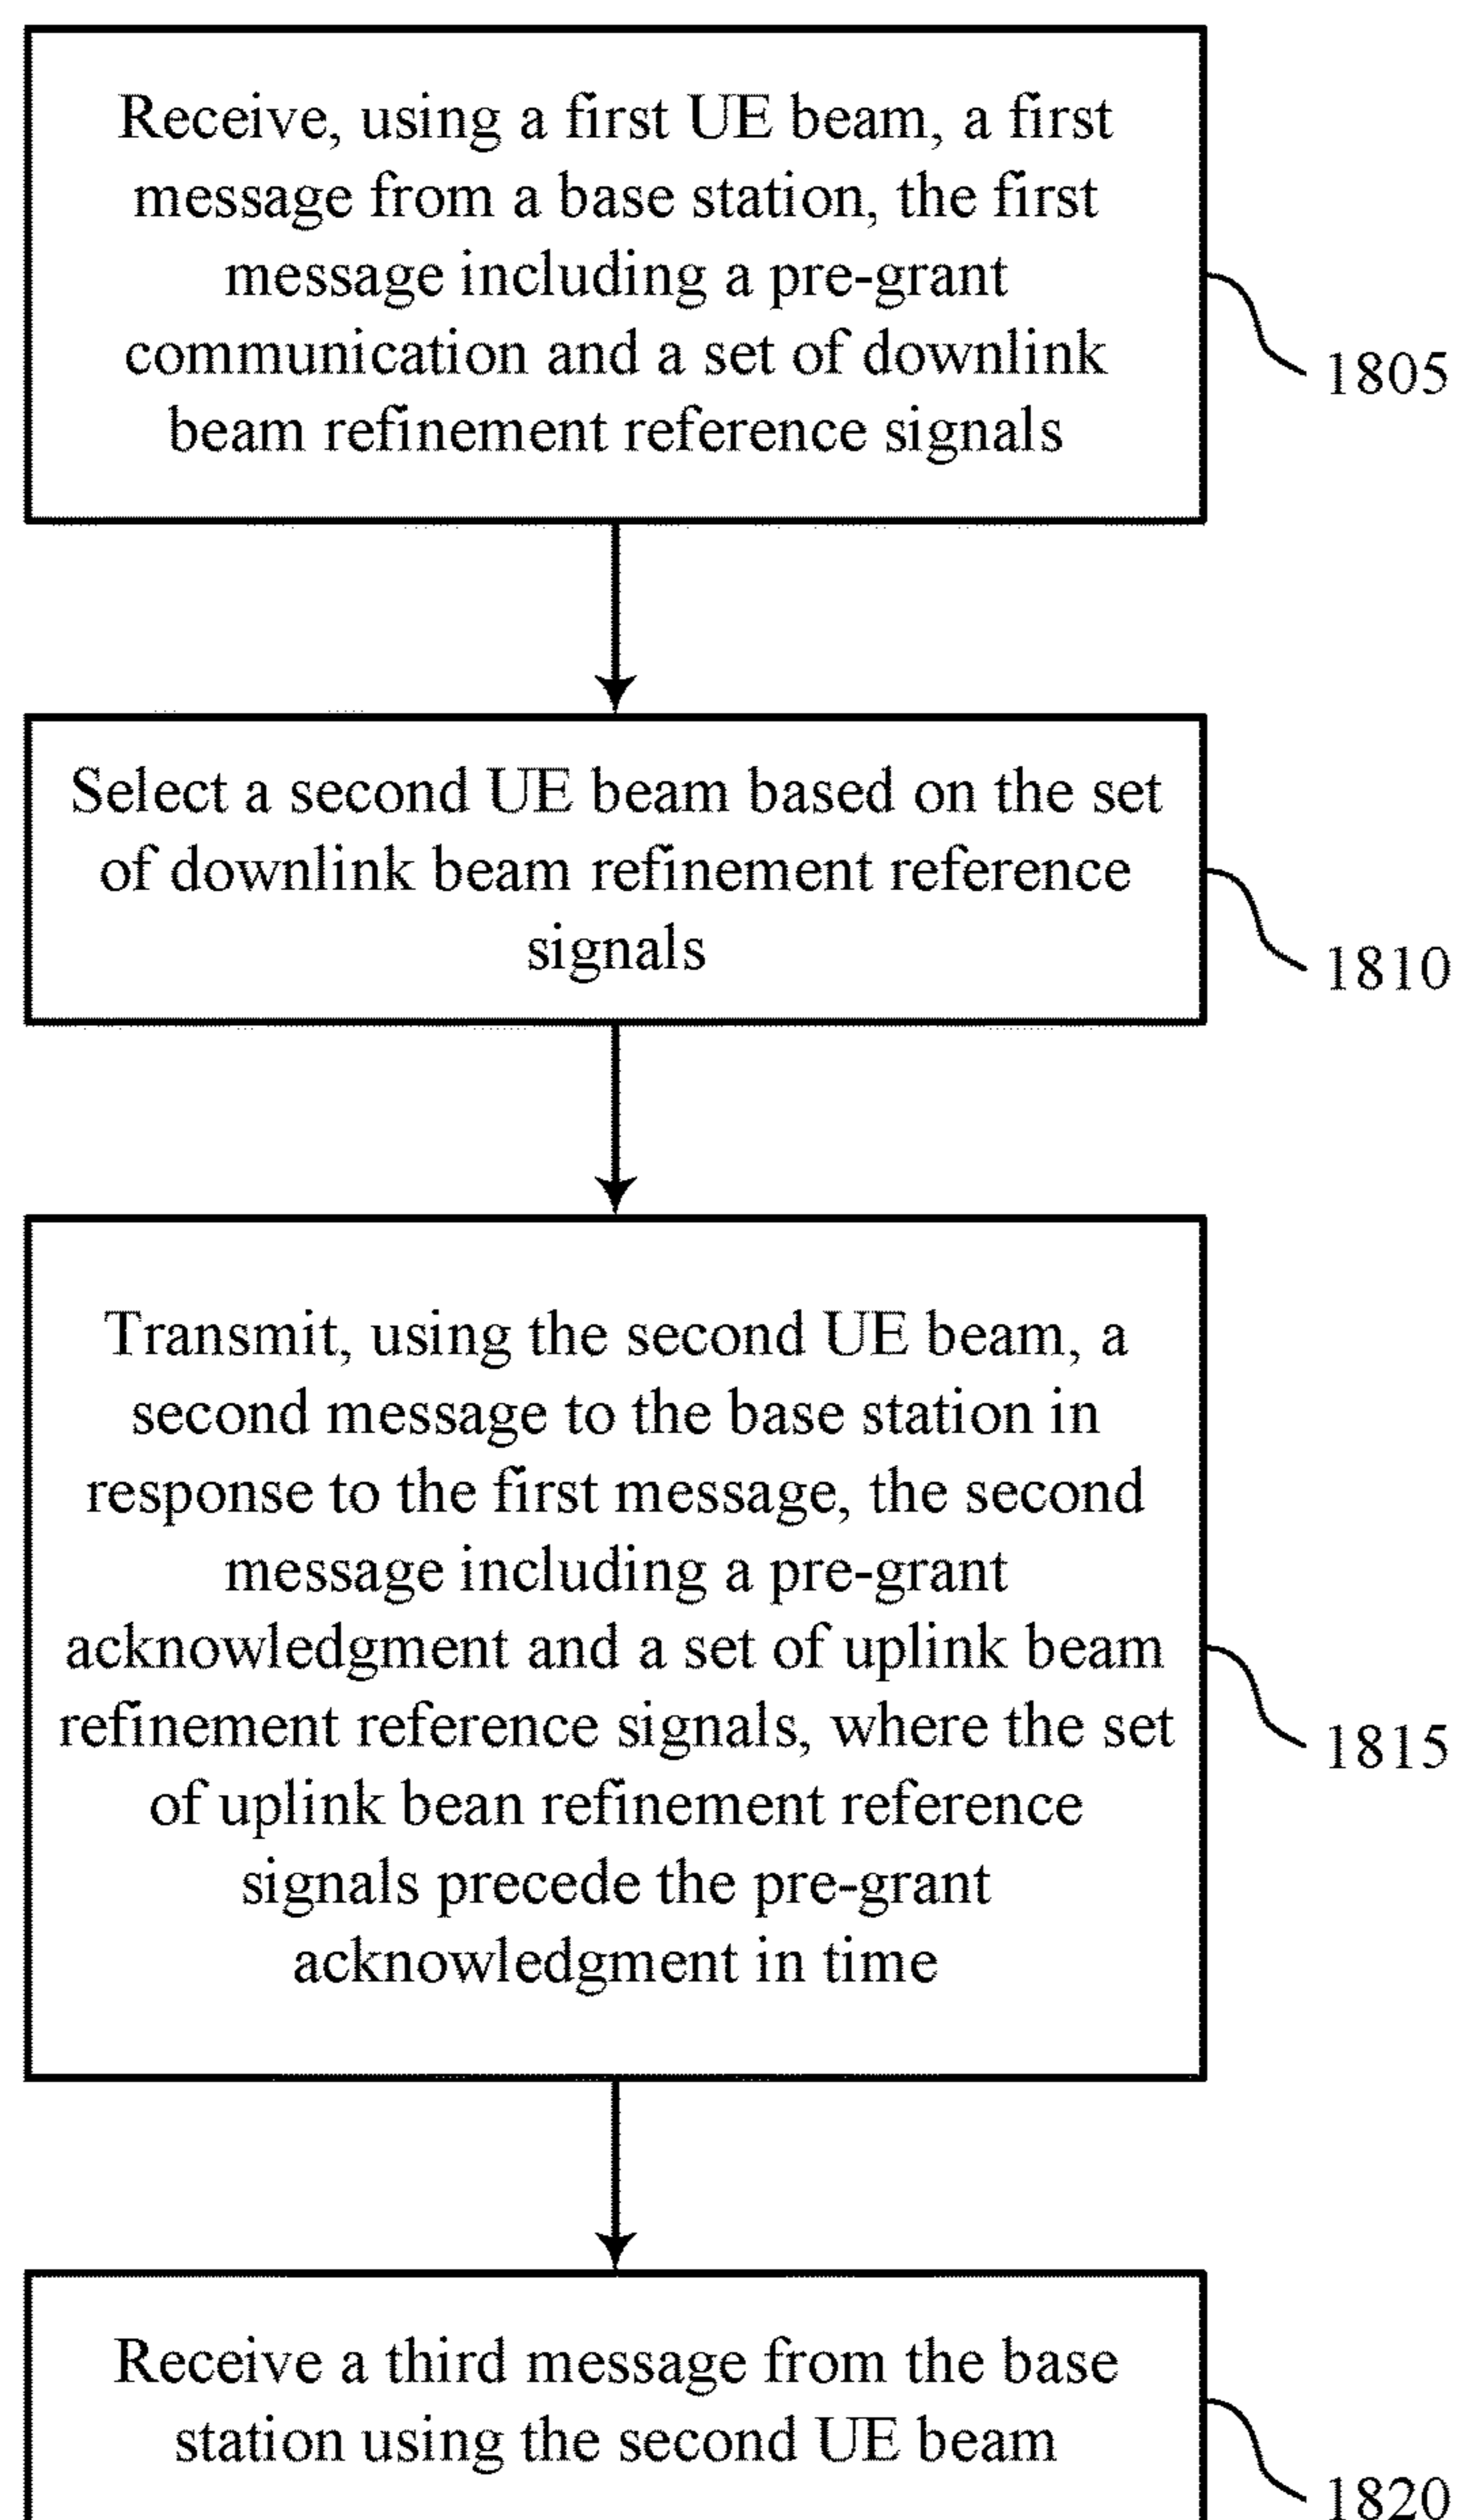 Receive, using a first UE beam, a first
message from a base station, the first
message including a pre-grant
communication and a set of downlink
beam refinement reference signals
1805
Select a second UE beam based on the set
of downlink beam refinement reference
signals
1810
Transmit, using the second UE beam, a
second message to the base station in
response to the first message, the second
message including a pre-grant
acknowledgment and a set of uplink beam
refinement reference signals, where the set
of uplink bean refinement reference
signals precede the pre-grant
acknowledgment in time
1815
Receive a third message from the base
station using the second UE beam
1820